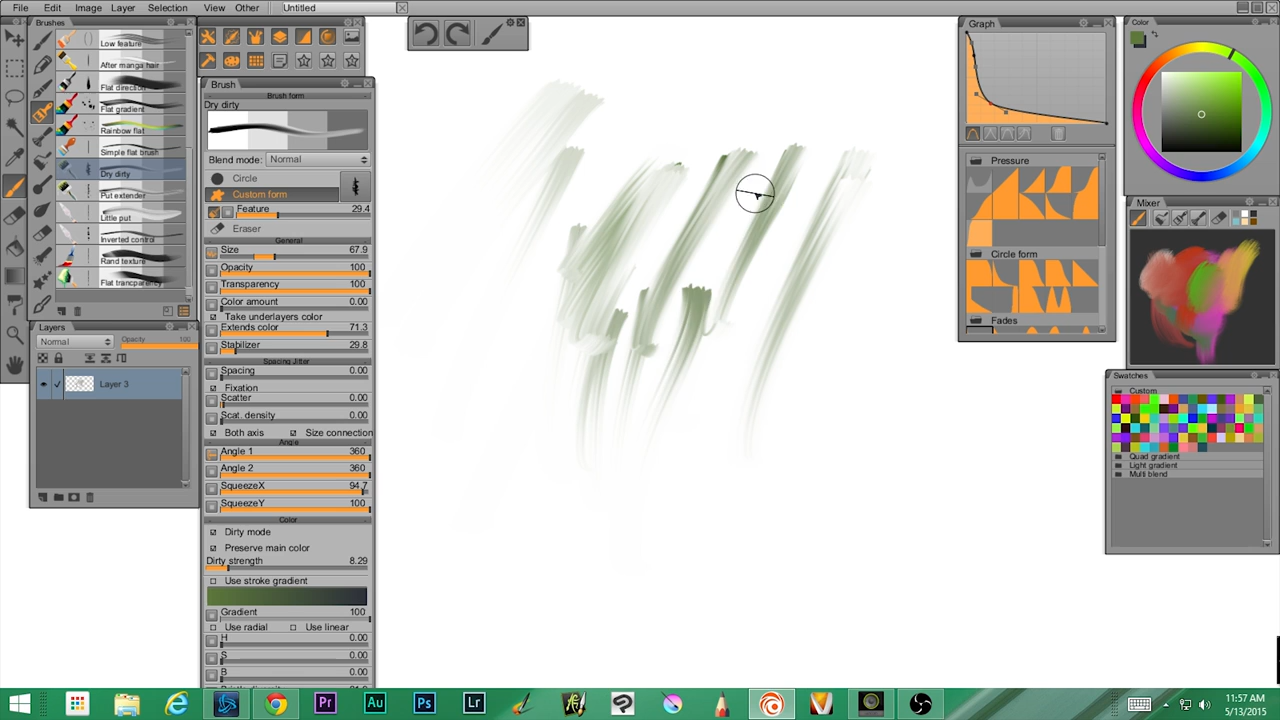 File Edit Image Layer Selection View Other Untitled
Brushes
Low feature
After manga hair
Flat direction
Flat gradient
Rainbow flat
Simple flat brush
Dry dirty
Put extender
Little put
Inverted control
Rand texture
Flat trancparency
Layers
Normal Opacity 100
Layer 3
Brush
Brush form
Dry dirty
Blend mode: Normal
Circle
Custom form
Feature 29.4
Eraser
General
Size 67.9
Opacity 100
Transparency 100
Color amount 0.00
Take underlayers color
Extends color 71.3
Stabilizer 29.8
Spacing Jitter
Spacing 0.00
Fixation
Scatter 0.00
Scat. density 0.00
Both axis Size connection
Angle
Angle 1 360
Angle 2 360
SqueezeX 94.7
SqueezeY 100
Color
Dirty mode
Preserve main color
Dirty strength 8.29
Use stroke gradient
Gradient 100
Use radial Use linear
H 0.00
S 0.00
B 0.00
Graph
Pressure
Circle form
Fades
Color
Mixer
Swatches
Custom
Quad gradient
Light gradient
Multi blend
Pr Au Ps Lr
11:57 AM
5/13/2015